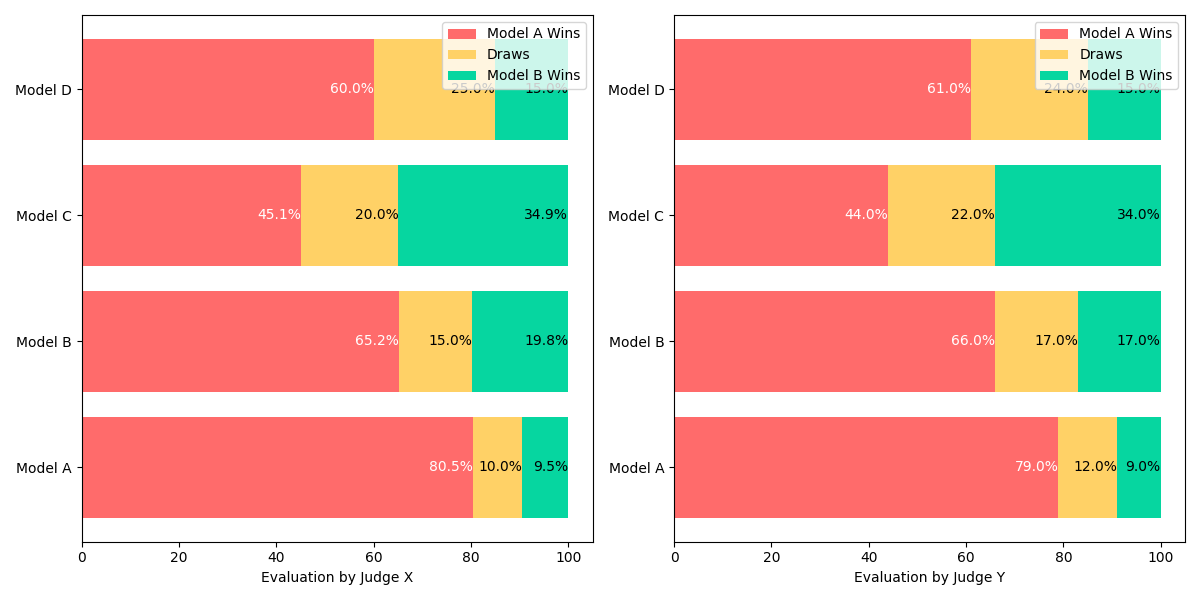 Model A Wins
Draws
Model B Wins
Model D
60.0%
25.0%
15.0%
Model C
45.1%
20.0%
34.9%
Model B
65.2%
15.0%
19.8%
Model A
80.5%
10.0%
9.5%
0 20 40 60 80 100
Evaluation by Judge X
Model A Wins
Draws
Model B Wins
Model D
61.0%
24.0%
15.0%
Model C
44.0%
22.0%
34.0%
Model B
66.0%
17.0%
17.0%
Model A
79.0%
12.0%
9.0%
0 20 40 60 80 100
Evaluation by Judge Y